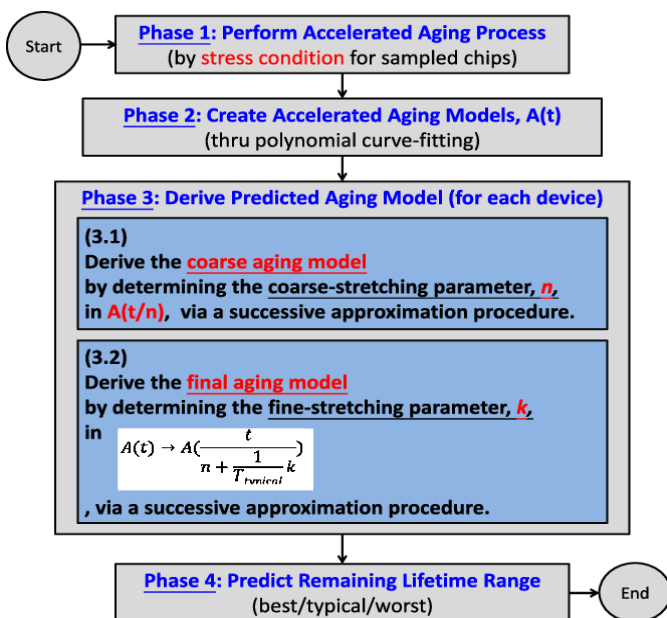 Start
Phase 1: Perform Accelerated Aging Process
(by stress condition for sampled chips)
Phase 2: Create Accelerated Aging Models, A(t)
(thru polynomial curve-fitting)
Phase 3: Derive Predicted Aging Model (for each device)
(3.1)
Derive the coarse aging model
by determining the coarse-stretching parameter, n,
in A(t/n), via a successive approximation procedure.
(3.2)
Derive the final aging model
by determining the fine-stretching parameter, k,
in A(t) → A(t / (n + (1 / T_typical) k))
, via a successive approximation procedure.
Phase 4: Predict Remaining Lifetime Range
(best/typical/worst)
End